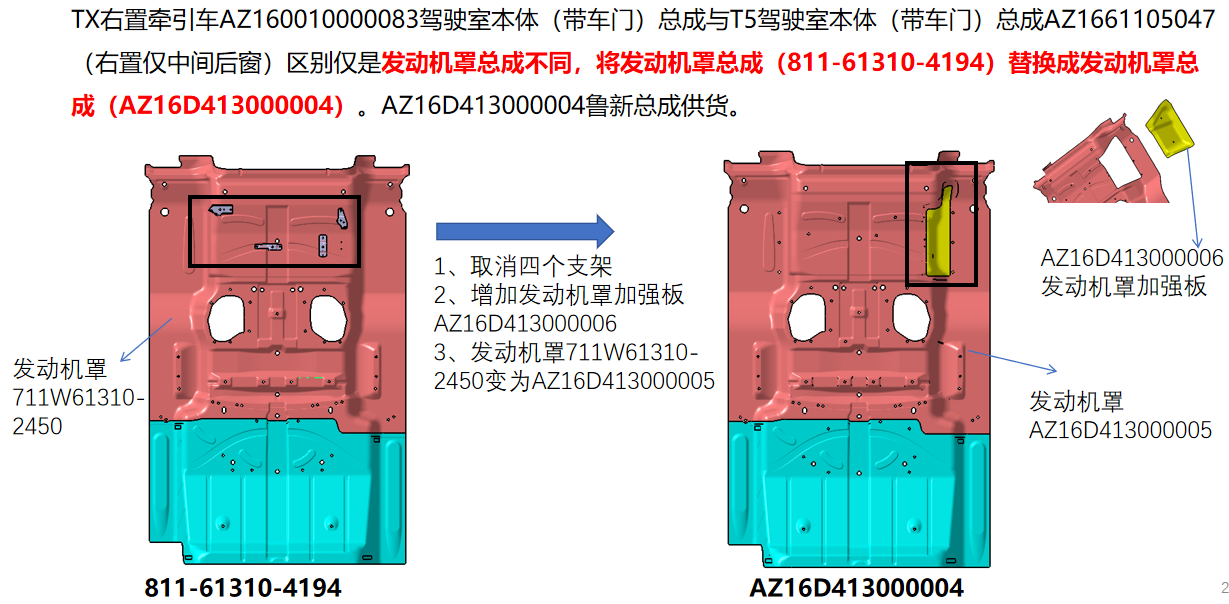 TX右置牵引车AZ160010000083驾驶室本体（带车门）总成与T5驾驶室本体（带车门）总成AZ1661105047
（右置仅中间后窗）区别仅是发动机罩总成不同，将发动机罩总成（811-61310-4194）替换成发动机罩总
成（AZ16D413000004）。AZ16D413000004鲁新总成供货。
1、取消四个支架
2、增加发动机罩加强板
AZ16D413000006
3、发动机罩711W61310-
2450变为AZ16D413000005
AZ16D413000006
发动机罩加强板
发动机罩
711W61310-
2450
发动机罩
AZ16D413000005
811-61310-4194
AZ16D413000004
2